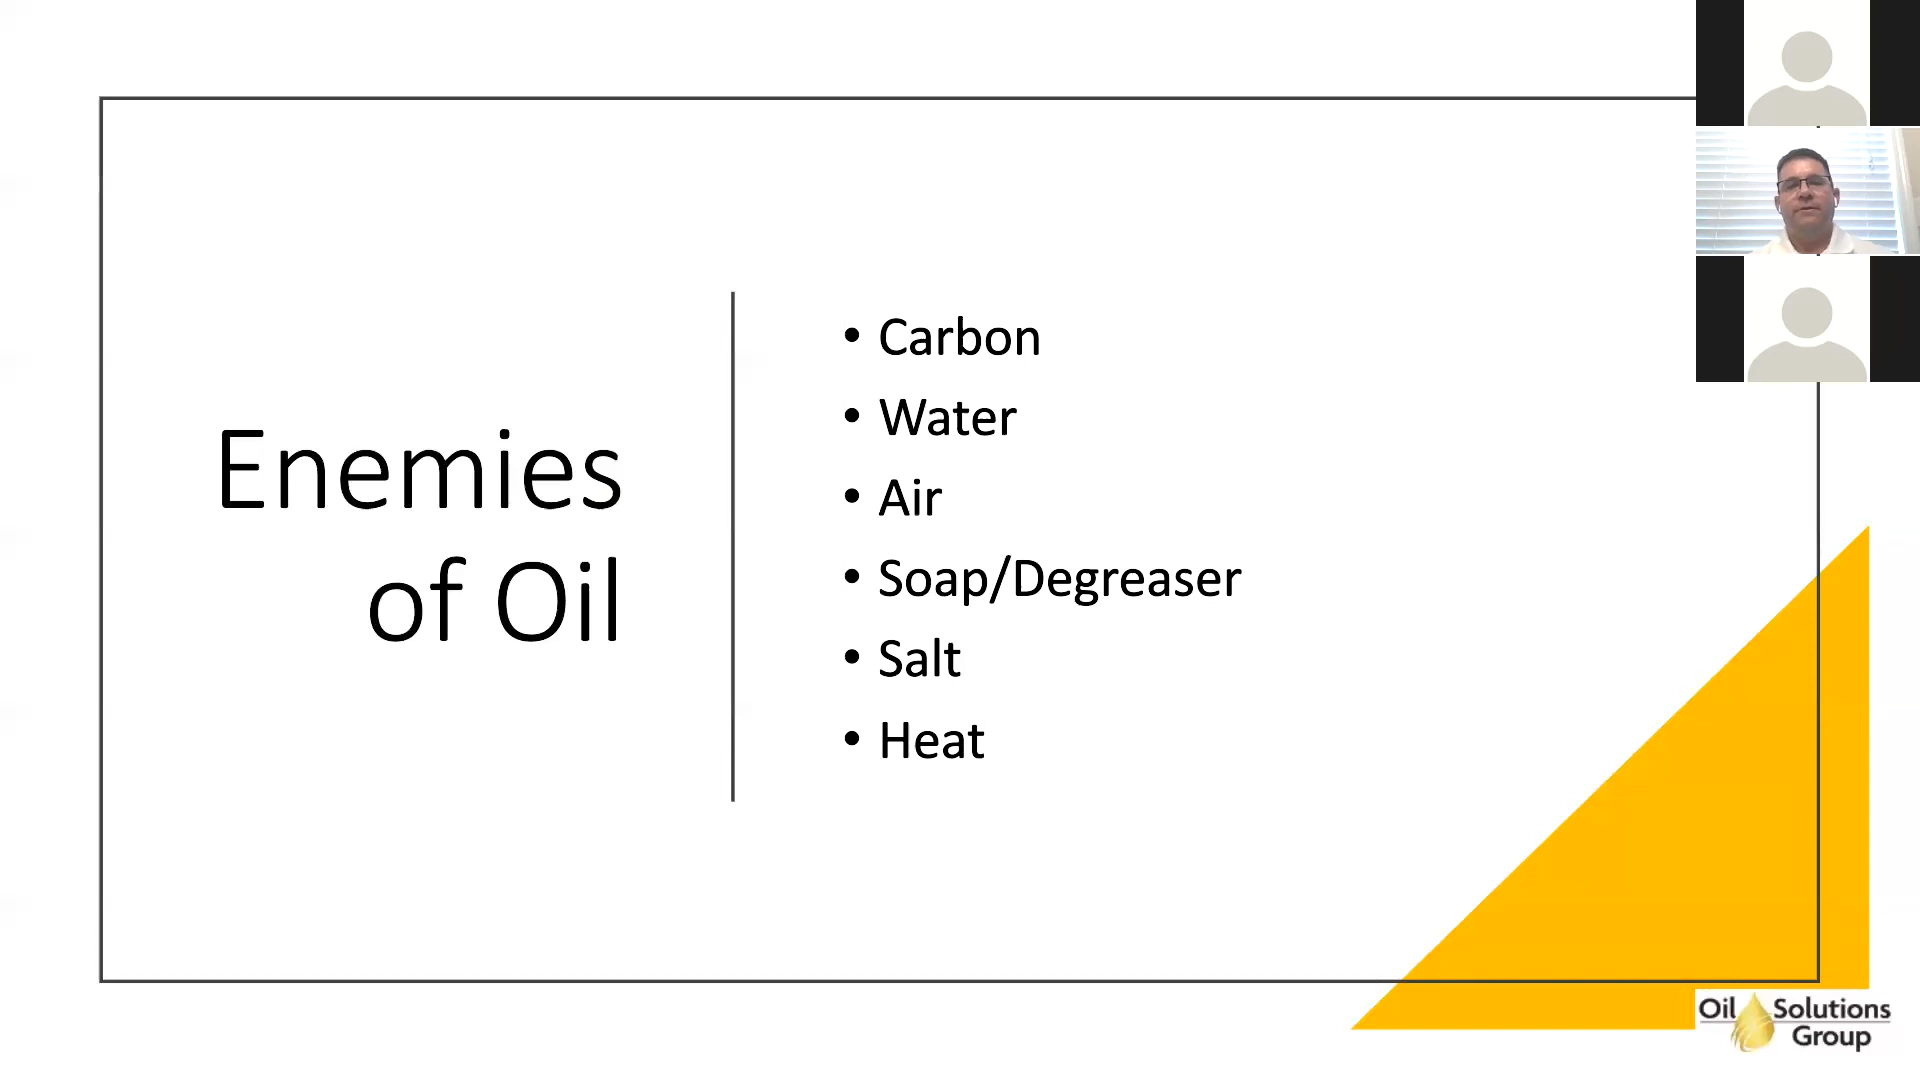 Enemies
of Oil
• Carbon
• Water
• Air
• Soap/Degreaser
• Salt
• Heat
Oil Solutions
Group